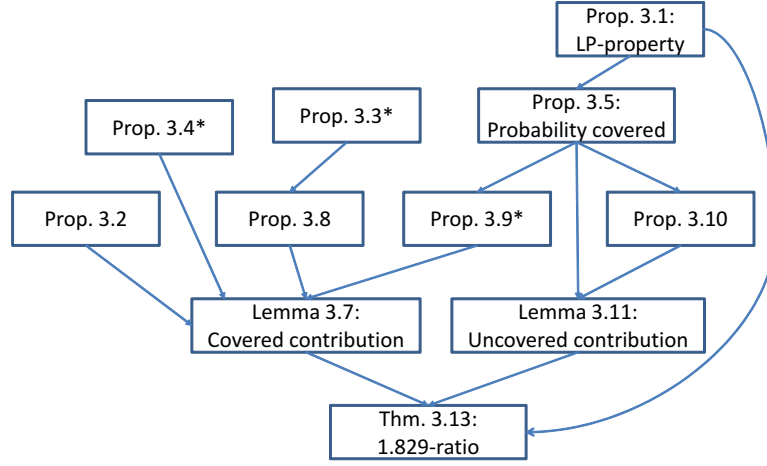 Prop. 3.1:
LP-property
Prop. 3.4*
Prop. 3.3*
Prop. 3.5:
Probability covered
Prop. 3.2
Prop. 3.8
Prop. 3.9*
Prop. 3.10
Lemma 3.7:
Covered contribution
Lemma 3.11:
Uncovered contribution
Thm. 3.13:
1.829-ratio